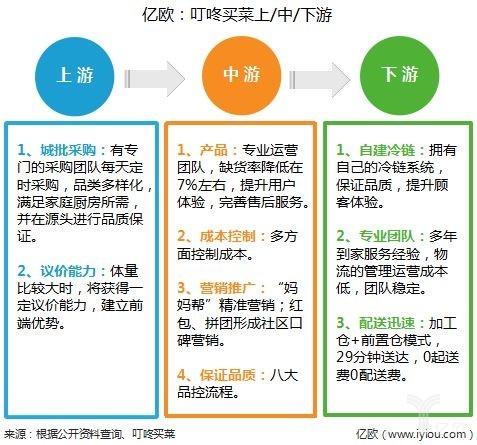 亿欧：叮咚买菜上/中/下游
上 游
中 游
下 游
1、城批采购：有专
门的采购团队每天定
时采购，品类多样化，
满足家庭厨房所需，
并在源头进行品质保
证。
2、议价能力：体量
比较大时，将获得一
定议价能力，建立前
端优势。
1、产品：专业运营
团队，缺货率降低在
7%左右，提升用户
体验，完善售后服务。
2、成本控制：多方
面控制成本。
3、营销推广：“妈
妈帮”精准营销；红
包、拼团形成社区口
碑营销。
4、保证品质：八大
品控流程。
1、自建冷链：拥有
自己的冷链系统，
保证品质，提升顾
客体验。
2、专业团队：多年
到家服务经验，物
流的管理运营成本
低，团队稳定。
3、配送迅速：加工
仓+前置仓模式，
29分钟送达，0起送
费0配送费。
来源：根据公开资料查询、叮咚买菜
亿欧（www.iyiou.com）